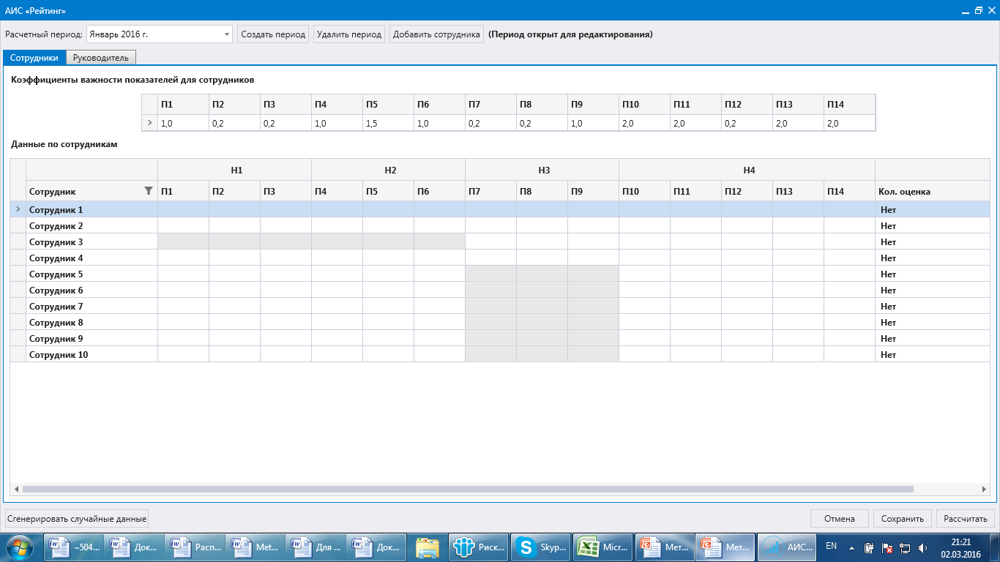 АИС «Рейтинг»
Расчетный период: Январь 2016 г. Создать период Удалить период Добавить сотрудника (Период открыт для редактирования)
Сотрудники Руководитель
Коэффициенты важности показателей для сотрудников
П1 П2 П3 П4 П5 П6 П7 П8 П9 П10 П11 П12 П13 П14
1,0 0,2 0,2 1,0 1,5 1,0 0,2 0,2 1,0 2,0 2,0 0,2 2,0 2,0
Данные по сотрудникам
Н1 Н2 Н3 Н4
Сотрудник П1 П2 П3 П4 П5 П6 П7 П8 П9 П10 П11 П12 П13 П14 Кол. оценка
Сотрудник 1 Нет
Сотрудник 2 Нет
Сотрудник 3 Нет
Сотрудник 4 Нет
Сотрудник 5 Нет
Сотрудник 6 Нет
Сотрудник 7 Нет
Сотрудник 8 Нет
Сотрудник 9 Нет
Сотрудник 10 Нет
Сгенерировать случайные данные Отмена Сохранить Рассчитать
~504... Док... Расп... Met... Для ... Док... Риск... Skyp... Micr... Мет... Мет... АИС... EN 21:21
02.03.2016